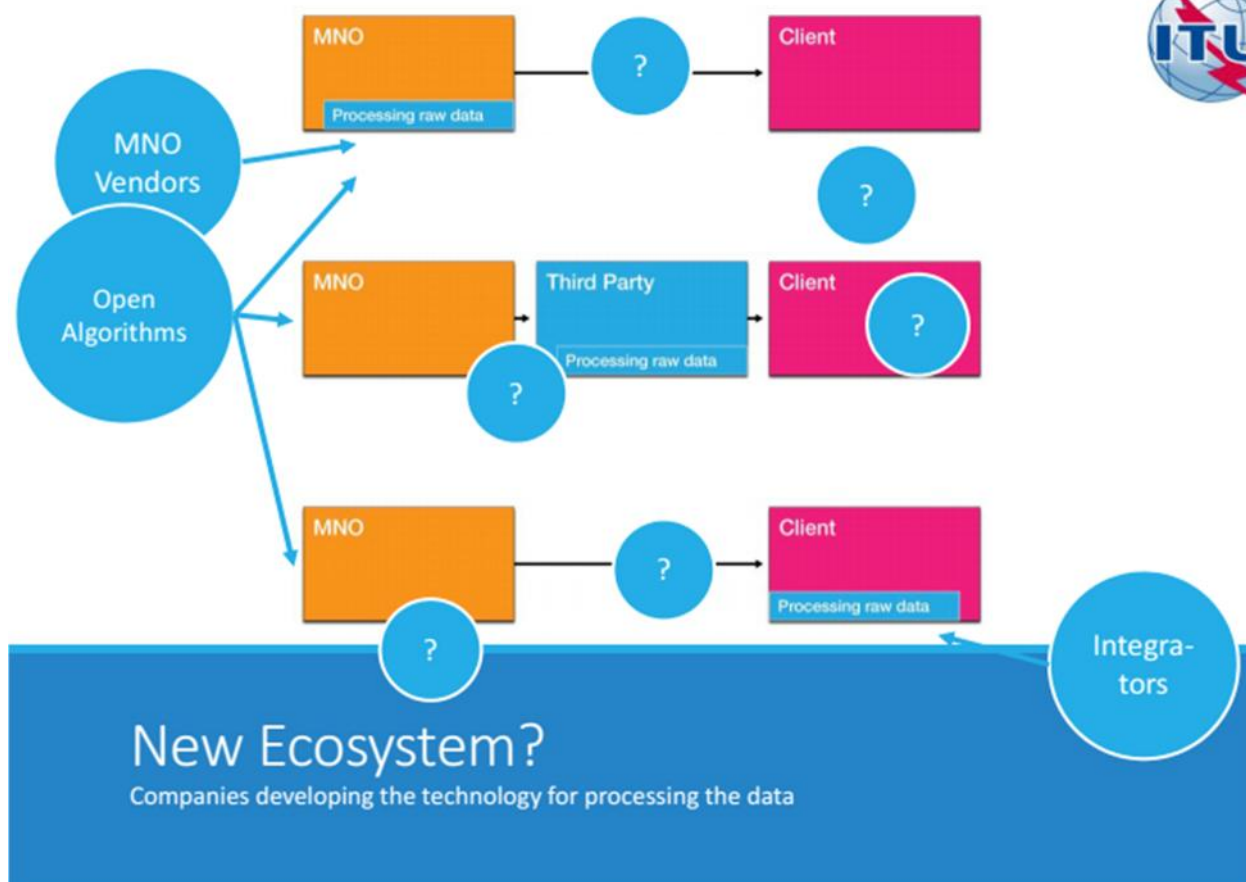 MNO
?
Client
ITU
Processing raw data
MNO
Vendors
?
Open
Algorithms
MNO
Third Party
Client
?
Processing raw data
?
MNO
?
Client
Processing raw data
?
Integra-
tors
New Ecosystem?
Companies developing the technology for processing the data